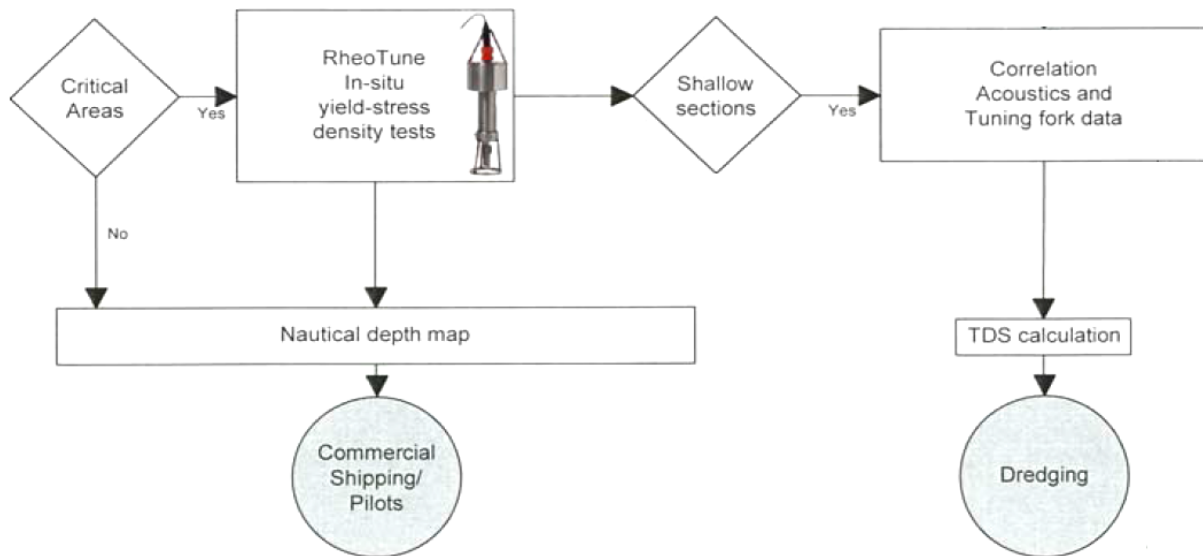 Critical
Areas
Yes
No
RheoTune
In-situ
yield-stress
density tests
Shallow
sections
Yes
Correlation
Acoustics and
Tuning fork data
Nautical depth map
TDS calculation
Commercial
Shipping/
Pilots
Dredging